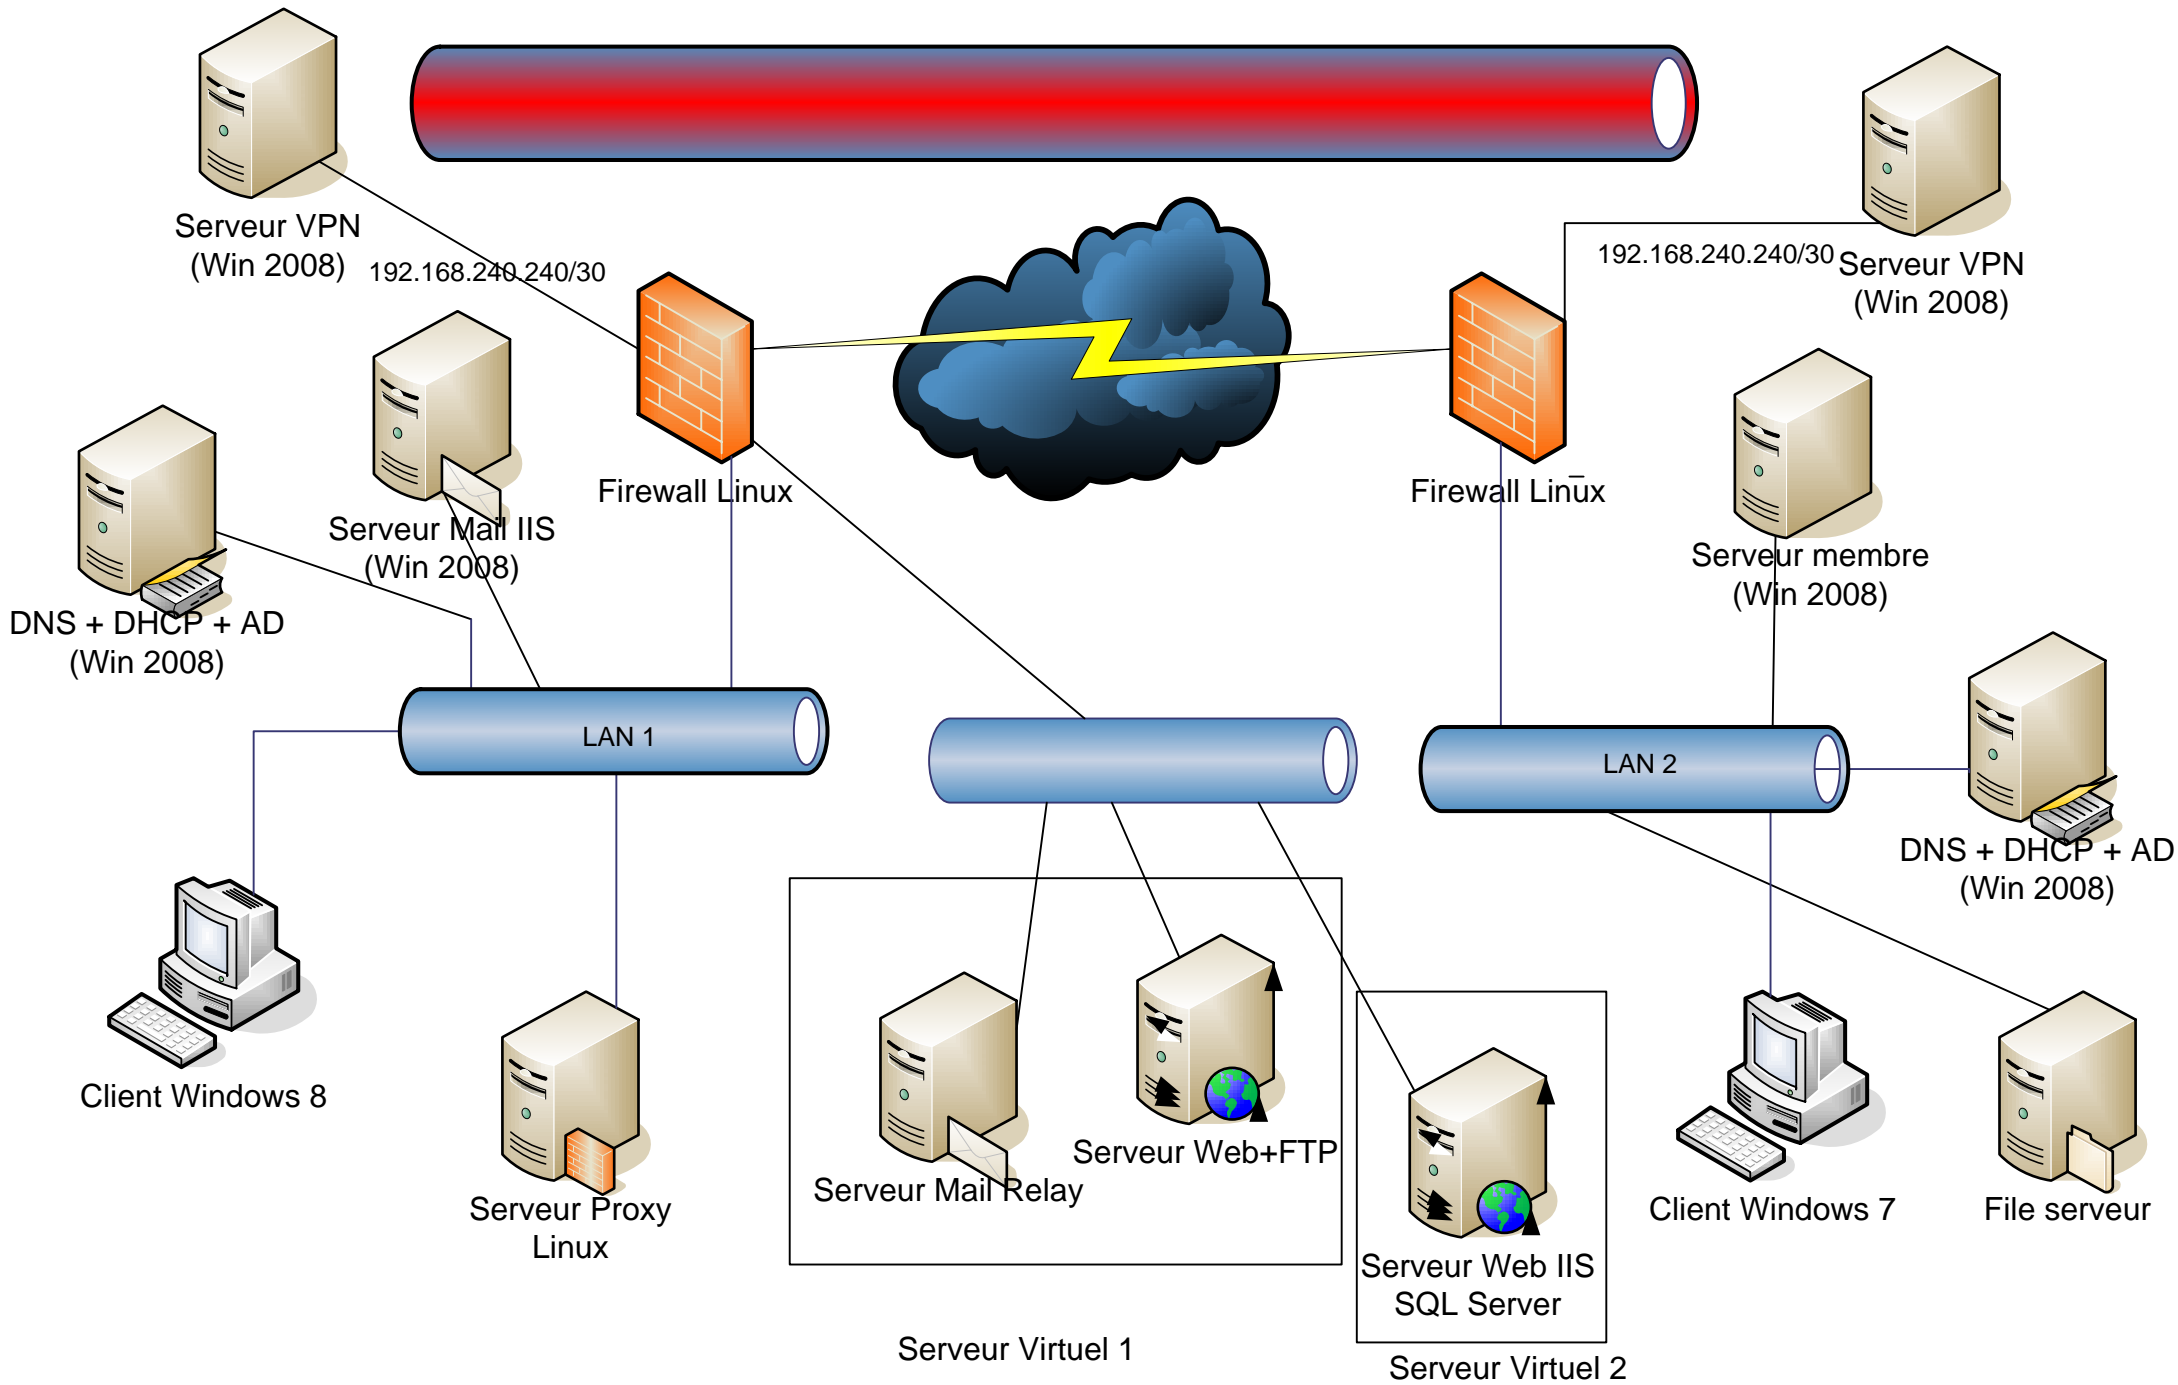 Serveur VPN
(Win 2008)
192.168.240.240/30
192.168.240.240/30
Serveur VPN
(Win 2008)
Firewall Linux
Firewall Linux
Serveur Mail IIS
(Win 2008)
Serveur membre
(Win 2008)
DNS + DHCP + AD
(Win 2008)
LAN 1
LAN 2
DNS + DHCP + AD
(Win 2008)
Client Windows 8
Serveur Proxy
Linux
Serveur Mail Relay
Serveur Web+FTP
Serveur Web IIS
SQL Server
Client Windows 7
File serveur
Serveur Virtuel 1
Serveur Virtuel 2